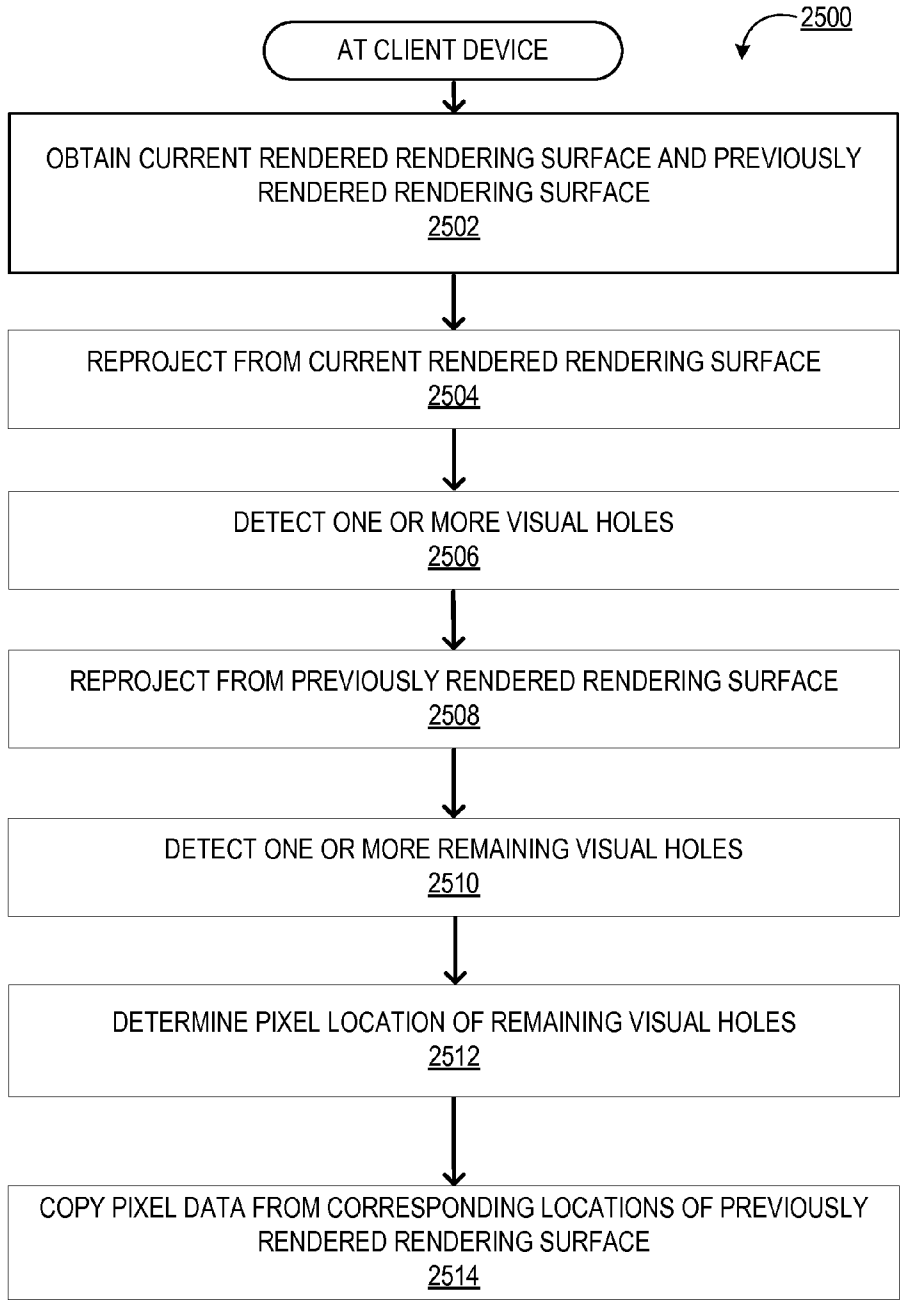 2500
AT CLIENT DEVICE
OBTAIN CURRENT RENDERED RENDERING SURFACE AND PREVIOUSLY
RENDERED RENDERING SURFACE
2502
REPROJECT FROM CURRENT RENDERED RENDERING SURFACE
2504
DETECT ONE OR MORE VISUAL HOLES
2506
REPROJECT FROM PREVIOUSLY RENDERED RENDERING SURFACE
2508
DETECT ONE OR MORE REMAINING VISUAL HOLES
2510
DETERMINE PIXEL LOCATION OF REMAINING VISUAL HOLES
2512
COPY PIXEL DATA FROM CORRESPONDING LOCATIONS OF PREVIOUSLY
RENDERED RENDERING SURFACE
2514